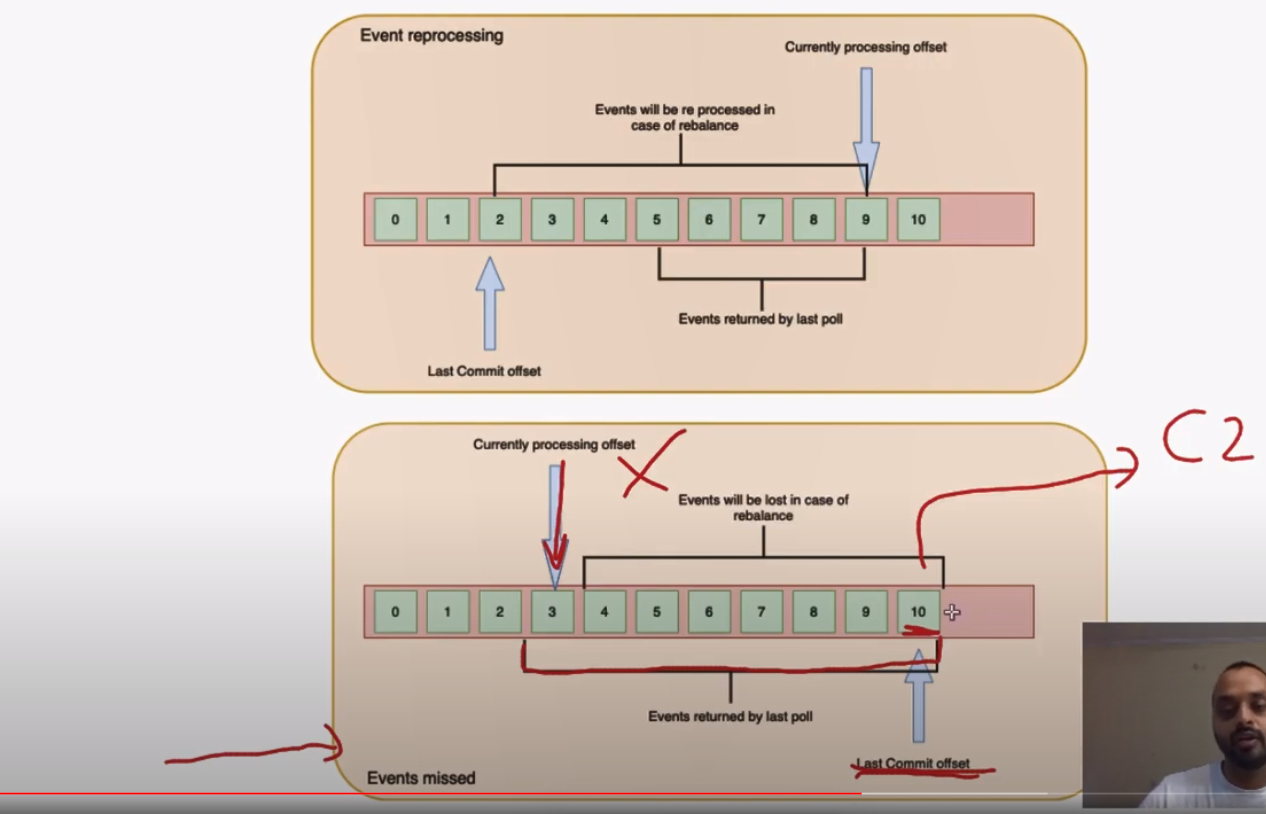 Event reprocessing
Currently processing offset
Events will be re processed in
case of rebalance
0 1 2 3 4 5 6 7 8 9 10
Events returned by last poll
Last Commit offset
Currently processing offset
C2
Events will be lost in case of
rebalance
0 1 2 3 4 5 6 7 8 9 10
Events returned by last poll
Last Commit offset
Events missed